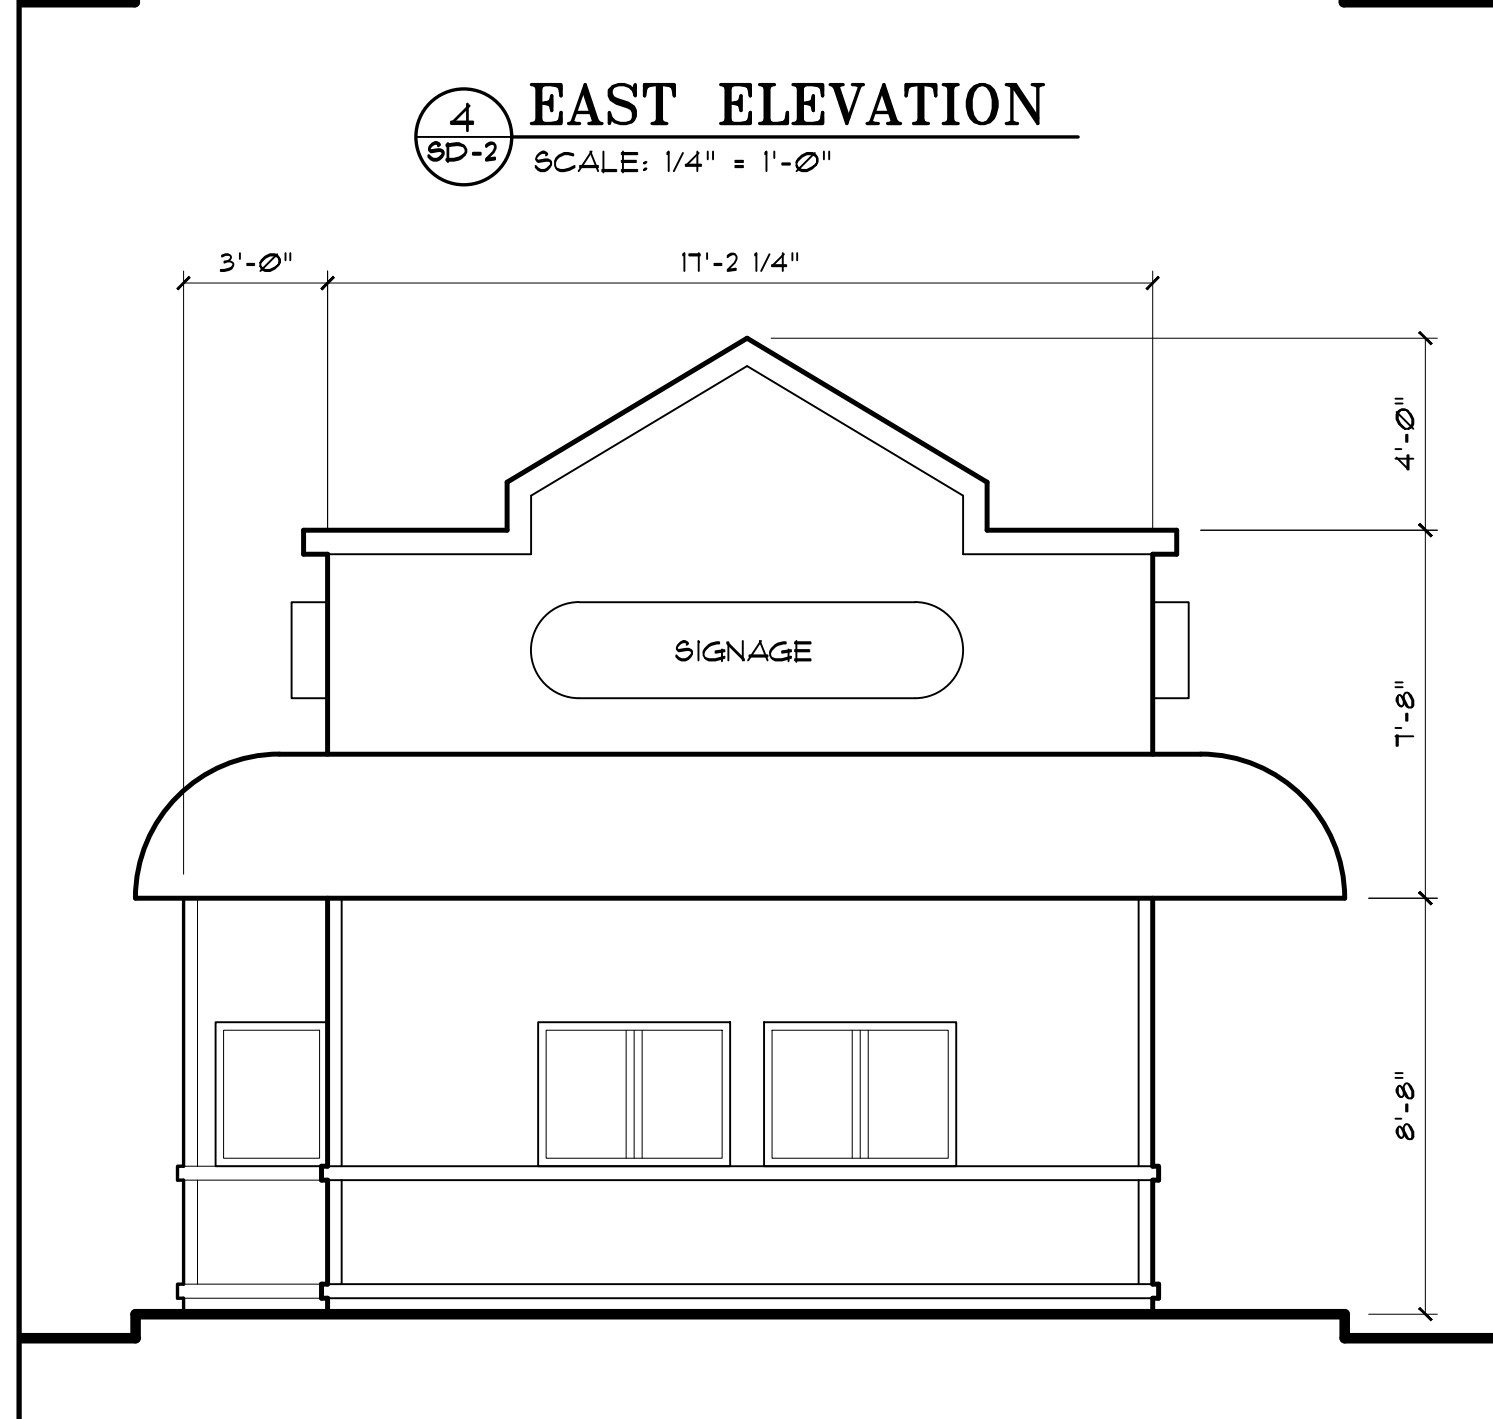 4
SD-2
EAST ELEVATION
SCALE: 1/4" = 1'-0"
3'-0"
17'-2 1/4"
4'-0"
SIGNAGE
7'-8"
8'-8"